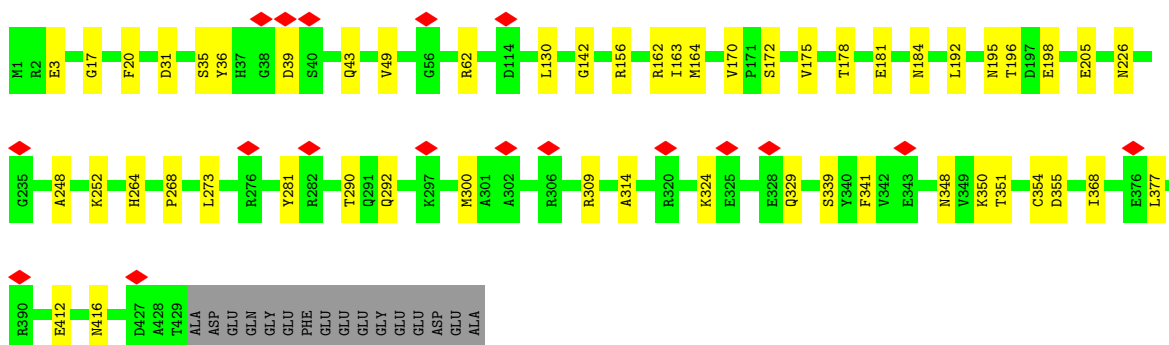 M1 R2 E3 G17 F20 D31 S35 Y36 H37 G38 D39 S40 Q43 V49 G56 R62 D114 L130 G142 R156 R162 I163 M164 V170 P171 S172 V175 T178 E181 N184 L192 N195 T196 D197 E198 E205 N226
G235 A248 K252 H264 P268 L273 R276 Y281 R282 T290 Q291 Q292 K297 M300 A301 A302 R306 R309 A314 R320 K324 E325 E328 Q329 S339 Y340 F341 V342 E343 N348 V349 K350 T351 C354 D355 I368 E376 L377
R390 E412 N416 D427 A428 T429 ALA ASP GLU GLN GLY GLU PHE GLU GLU GLU GLY GLU GLU ASP GLU ALA